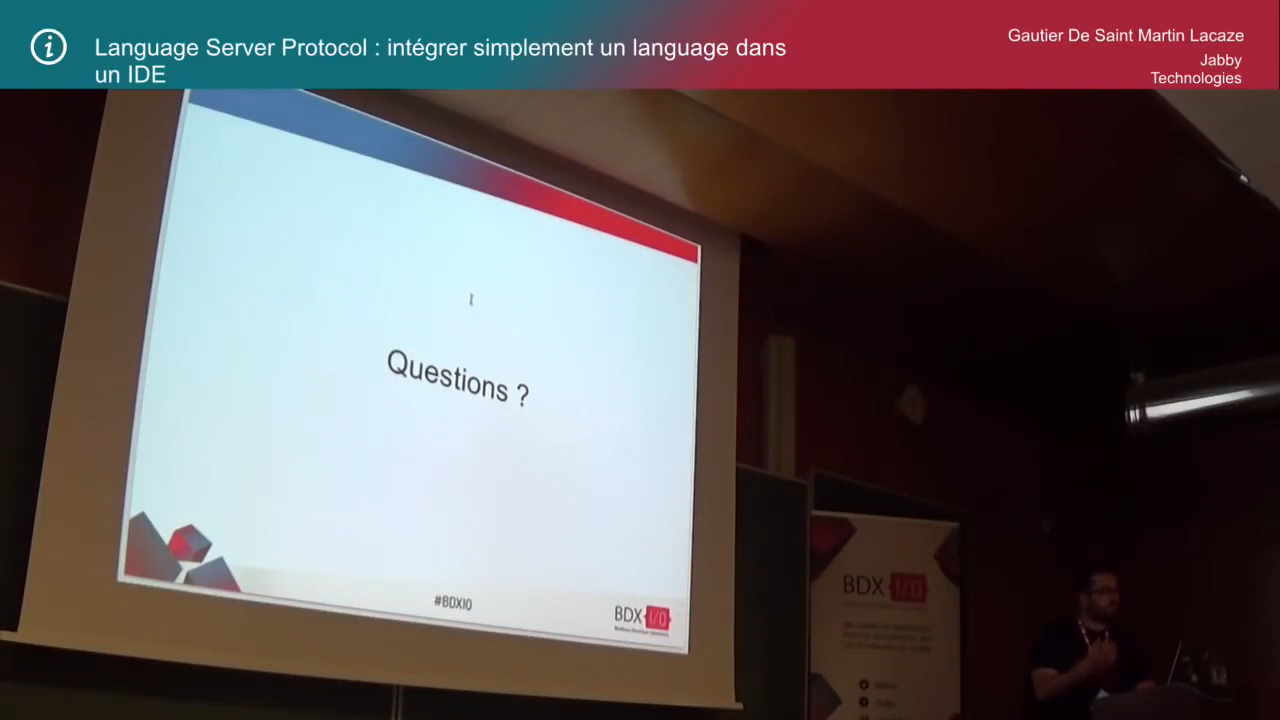 Language Server Protocol : intégrer simplement un language dans
un IDE
Gautier De Saint Martin Lacaze
Jabby
Technologies
Questions ?
#BDXIO
BDX I/O
BDX I/O